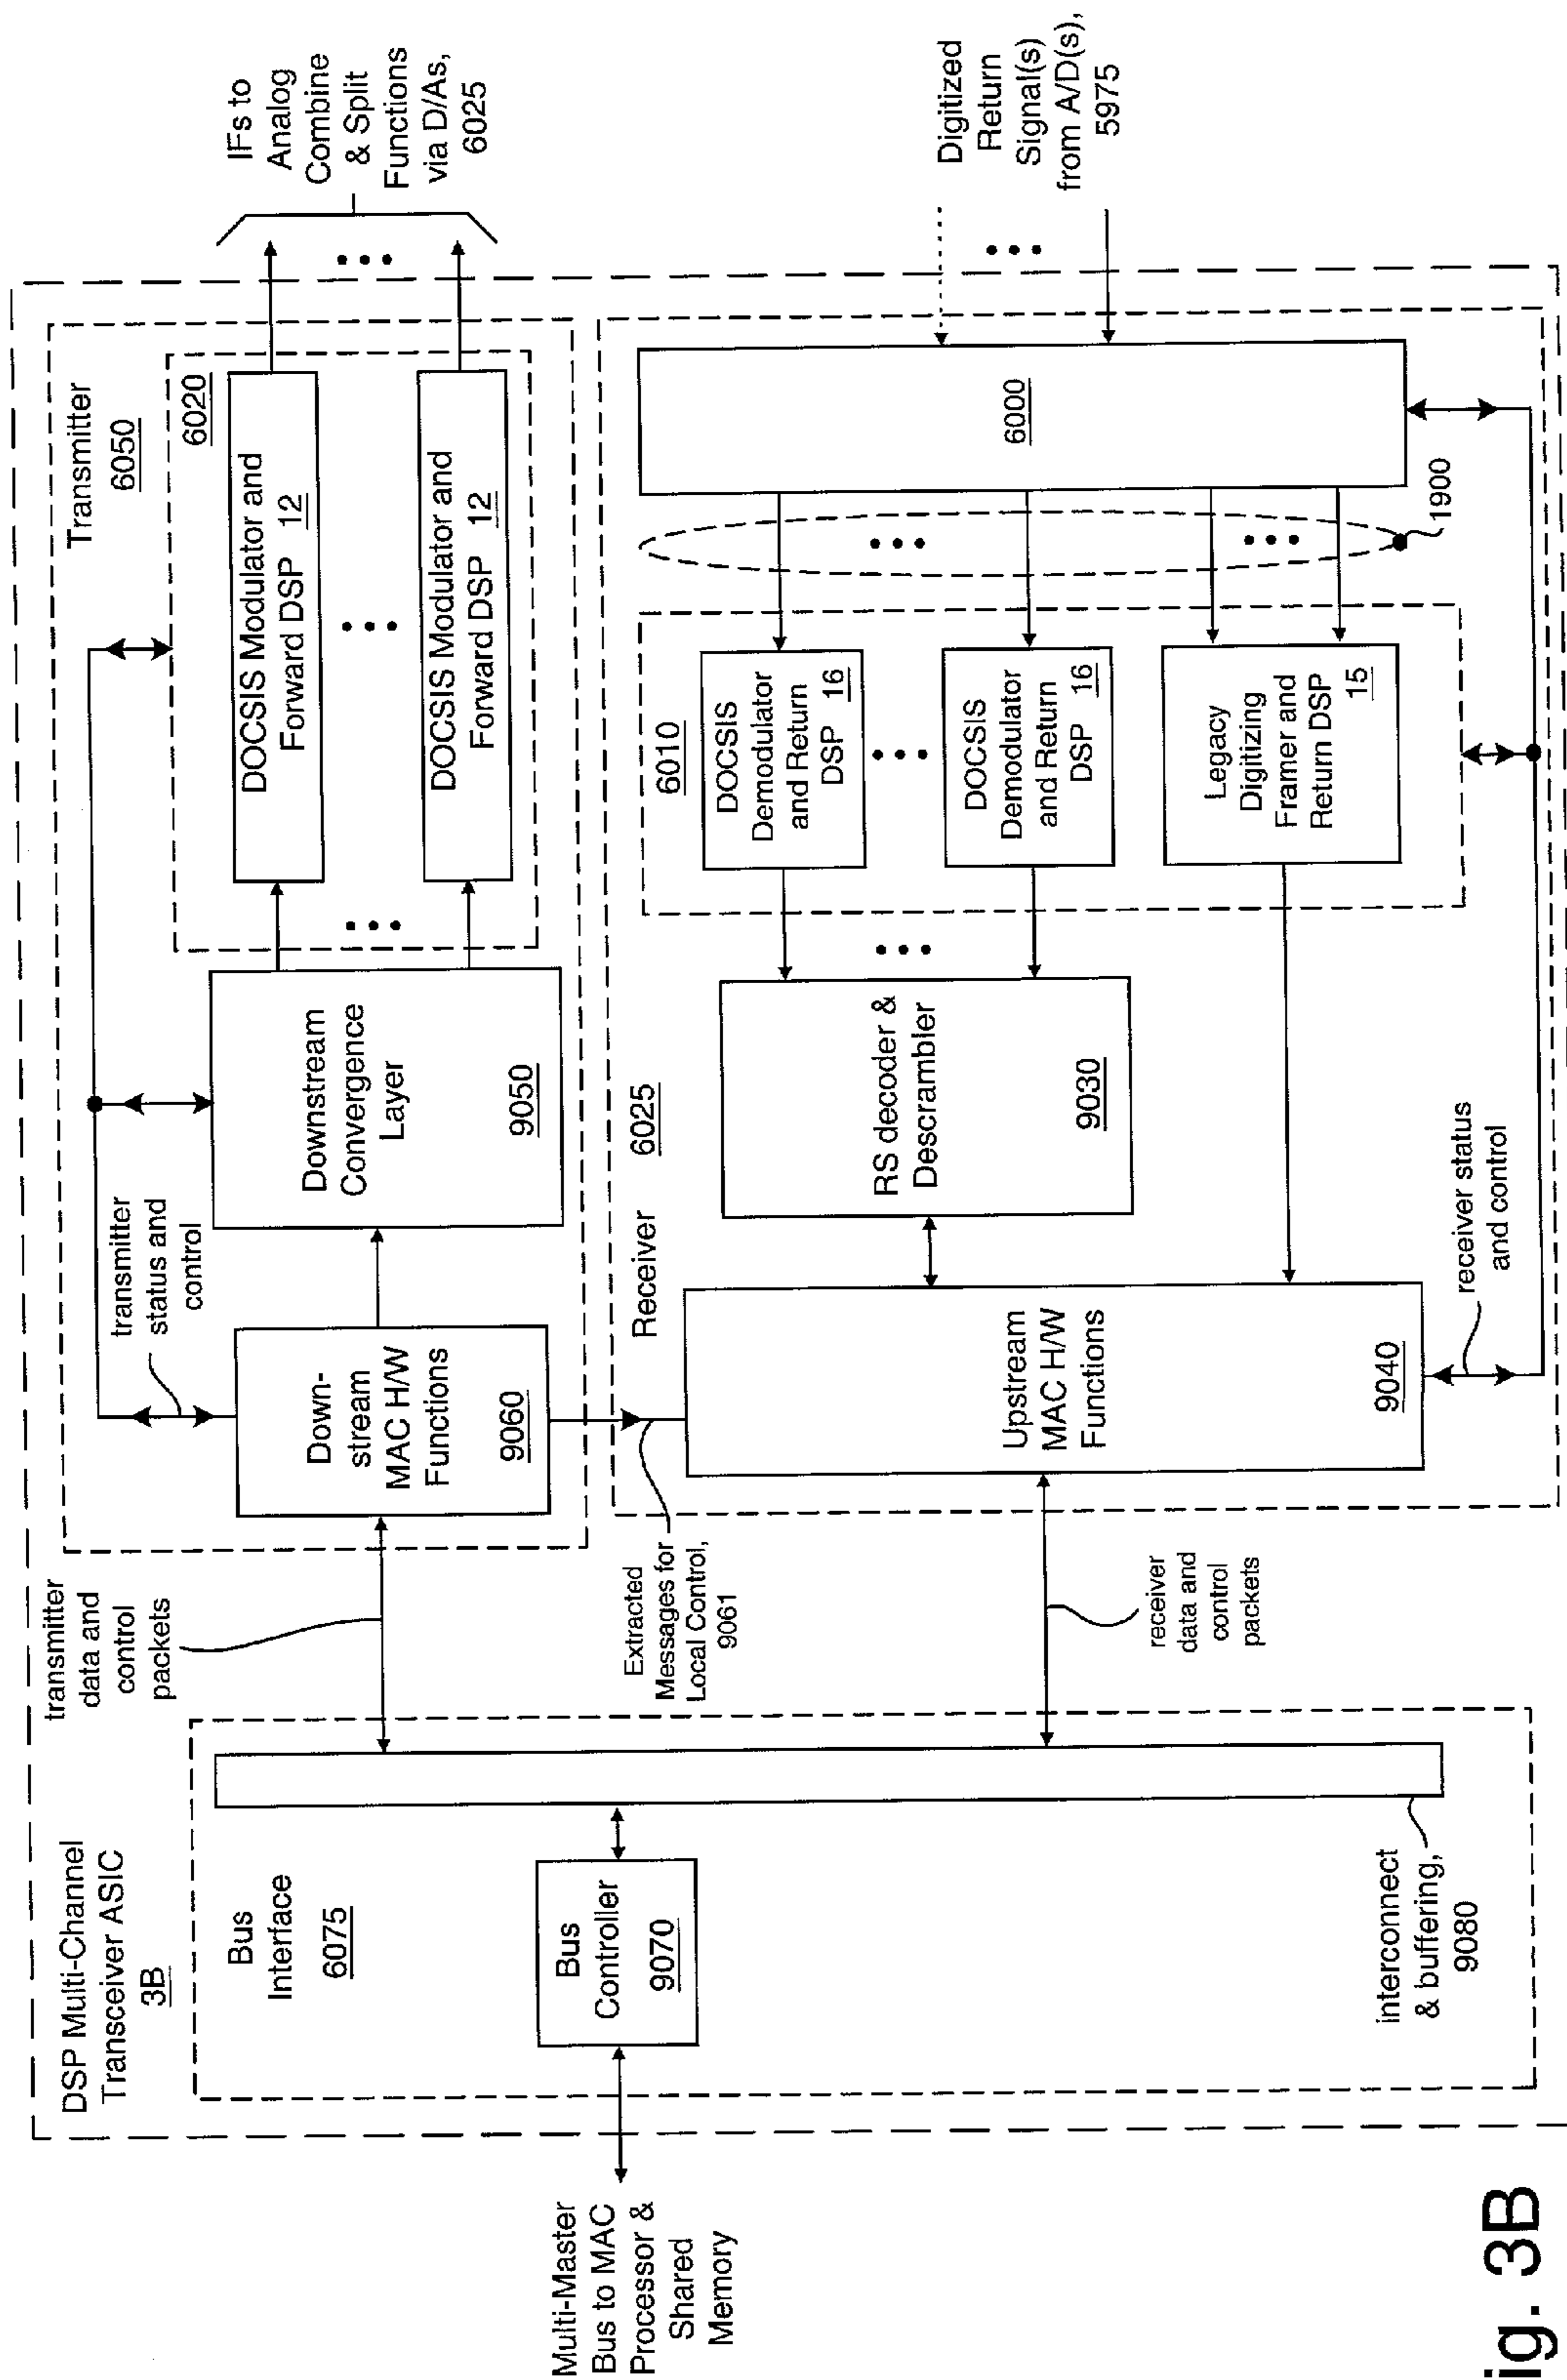 DSP Multi-Channel
Transceiver ASIC
3B
Bus
Interface
6075
Bus
Controller
9070
interconnect
& buffering,
9080
Multi-Master
Bus to MAC
Processor &
Shared
Memory
transmitter
data and
control
packets
Extracted
Messages for
Local Control,
9061
receiver
data and
control
packets
Transmitter
6050
transmitter
status and
control
Down-
stream
MAC H/W
Functions
9060
Downstream
Convergence
Layer
9050
6020
DOCSIS Modulator and
Forward DSP 12
DOCSIS Modulator and
Forward DSP 12
IFs to
Analog
Combine
& Split
Functions
via D/As,
6025
Receiver 6025
Upstream
MAC H/W
Functions
9040
receiver status
and control
RS decoder &
Descrambler
9030
6010
DOCSIS
Demodulator
and Return
DSP 16
DOCSIS
Demodulator
and Return
DSP 16
Legacy
Digitizing
Framer and
Return DSP
15
1900
6000
Digitized
Return
Signal(s)
from A/D(s),
5975
ig. 3B